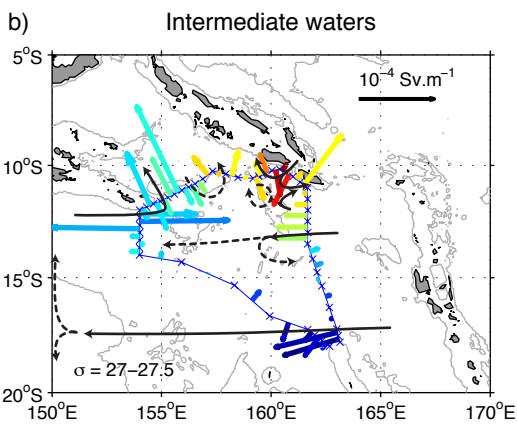 b) Intermediate waters
5°S
10⁻⁴ Sv.m⁻¹
10°S
15°S
σ = 27–27.5
20°S
150°E 155°E 160°E 165°E 170°E